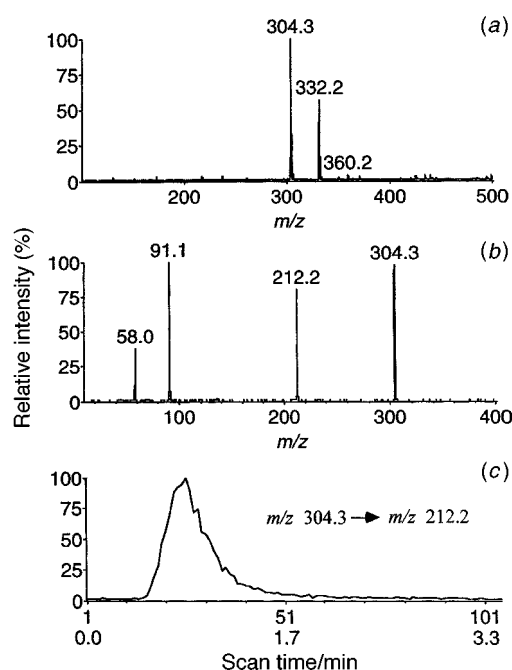 (a)
304.3
332.2
360.2
100
75
50
25
0
200 300 400 500
m/z
Relative intensity (%)
(b)
91.1
212.2
304.3
58.0
100
75
50
25
0
100 200 300 400
m/z
(c)
m/z 304.3 → m/z 212.2
100
75
50
25
0
1 51 101
0.0 1.7 3.3
Scan time/min